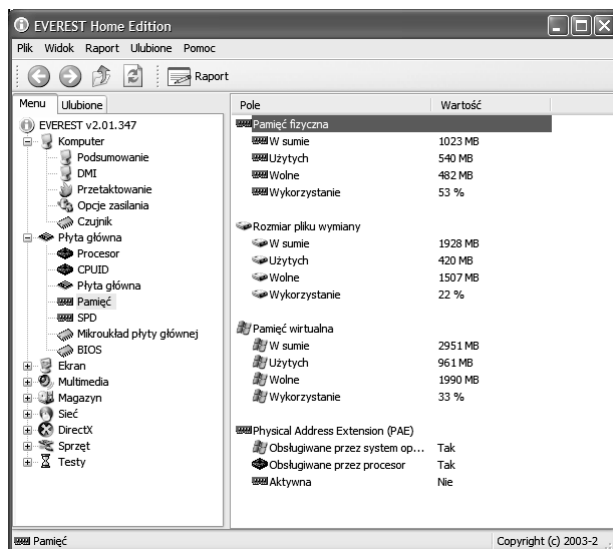 EVEREST Home Edition
Plik Widok Raport Ulubione Pomoc
Raport
Menu Ulubione
EVEREST v2.01.347
Komputer
Podsumowanie
DMI
Przetaktowanie
Opcje zasilania
Czujnik
Płyta główna
Procesor
CPUID
Płyta główna
Pamięć
SPD
Mikroukład płyty głównej
BIOS
Ekran
Multimedia
Magazyn
Sieć
DirectX
Sprzęt
Testy
Pole Wartość
Pamięć fizyczna
W sumie 1023 MB
Użytych 540 MB
Wolne 482 MB
Wykorzystanie 53 %
Rozmiar pliku wymiany
W sumie 1928 MB
Użytych 420 MB
Wolne 1507 MB
Wykorzystanie 22 %
Pamięć wirtualna
W sumie 2951 MB
Użytych 961 MB
Wolne 1990 MB
Wykorzystanie 33 %
Physical Address Extension (PAE)
Obsługiwane przez system op... Tak
Obsługiwane przez procesor Tak
Aktywna Nie
Pamięć Copyright (c) 2003-2